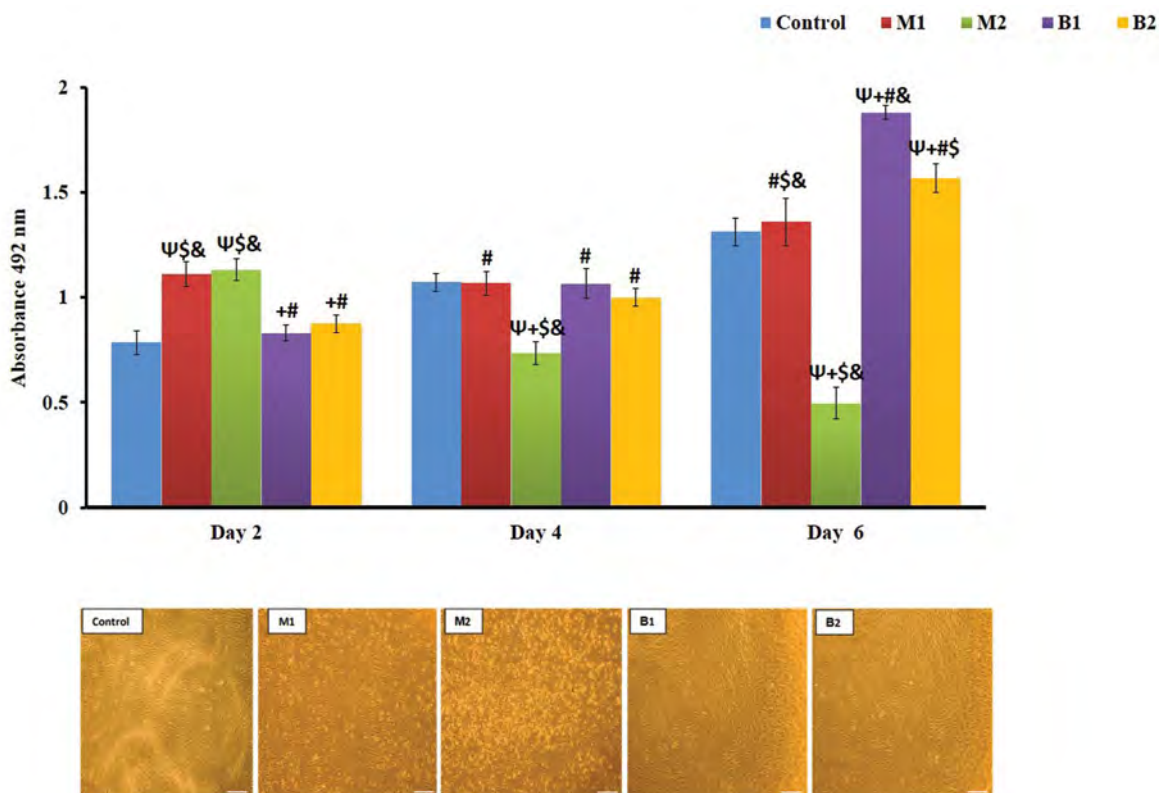 Control M1 M2 B1 B2
Absorbance 492 nm
2
1.5
1
0.5
0
Ψ$& Ψ$& +# +#
# Ψ+$& # #
#$& Ψ+$& Ψ+#& Ψ+#$
Day 2 Day 4 Day 6
Control M1 M2 B1 B2